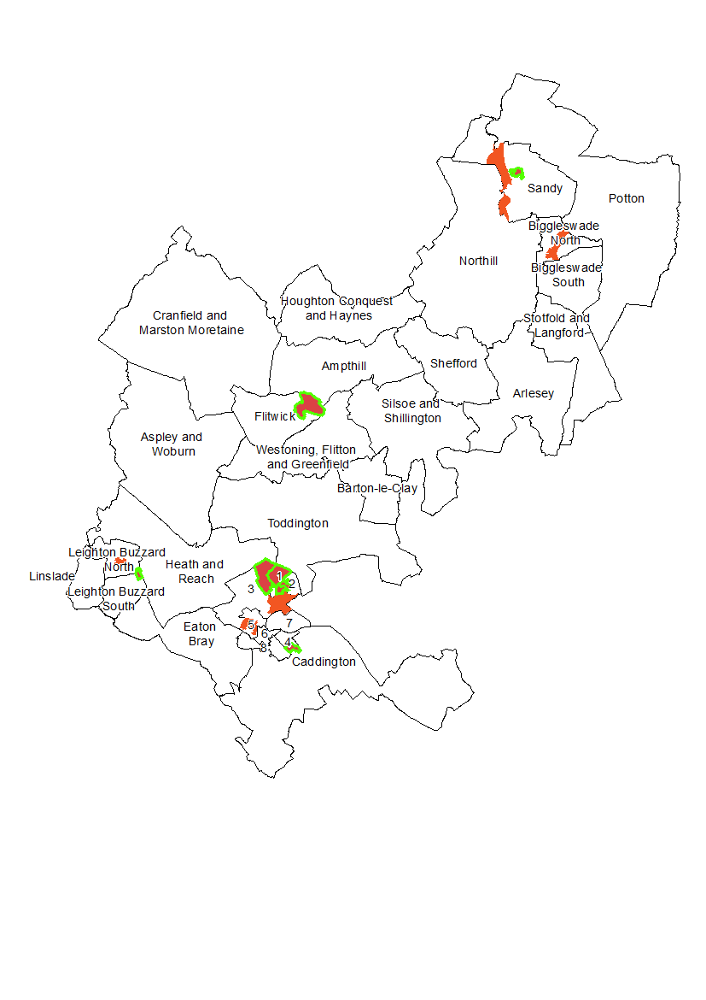 Sandy
Potton
Biggleswade
North
Northill
Biggleswade
South
Houghton Conquest
and Haynes
Cranfield and
Marston Moretaine
Stotfold and
Langford
Ampthill
Shefford
Arlesey
Silsoe and
Shillington
Flitwick
Aspley and
Woburn
Westoning, Flitton
and Greenfield
Barton-le-Clay
Toddington
Leighton Buzzard
North
Linslade
Heath and
Reach
Leighton Buzzard
South
1
2
3
Eaton
Bray
5
7
6
4
8
Caddington